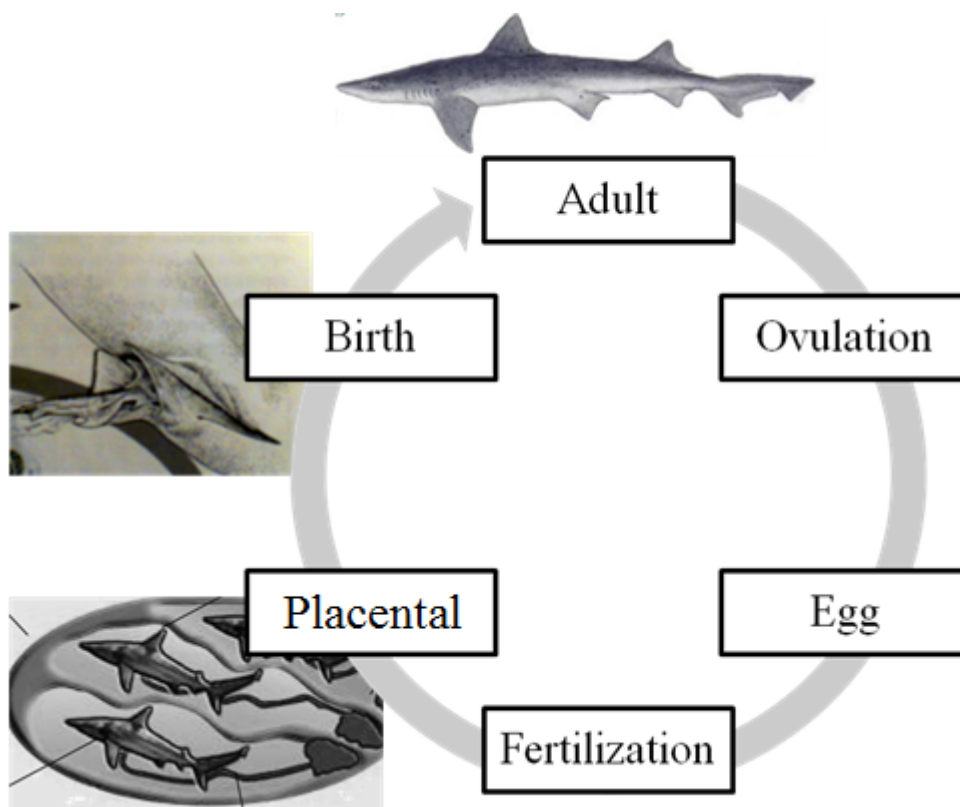 Adult
Ovulation
Egg
Fertilization
Placental
Birth